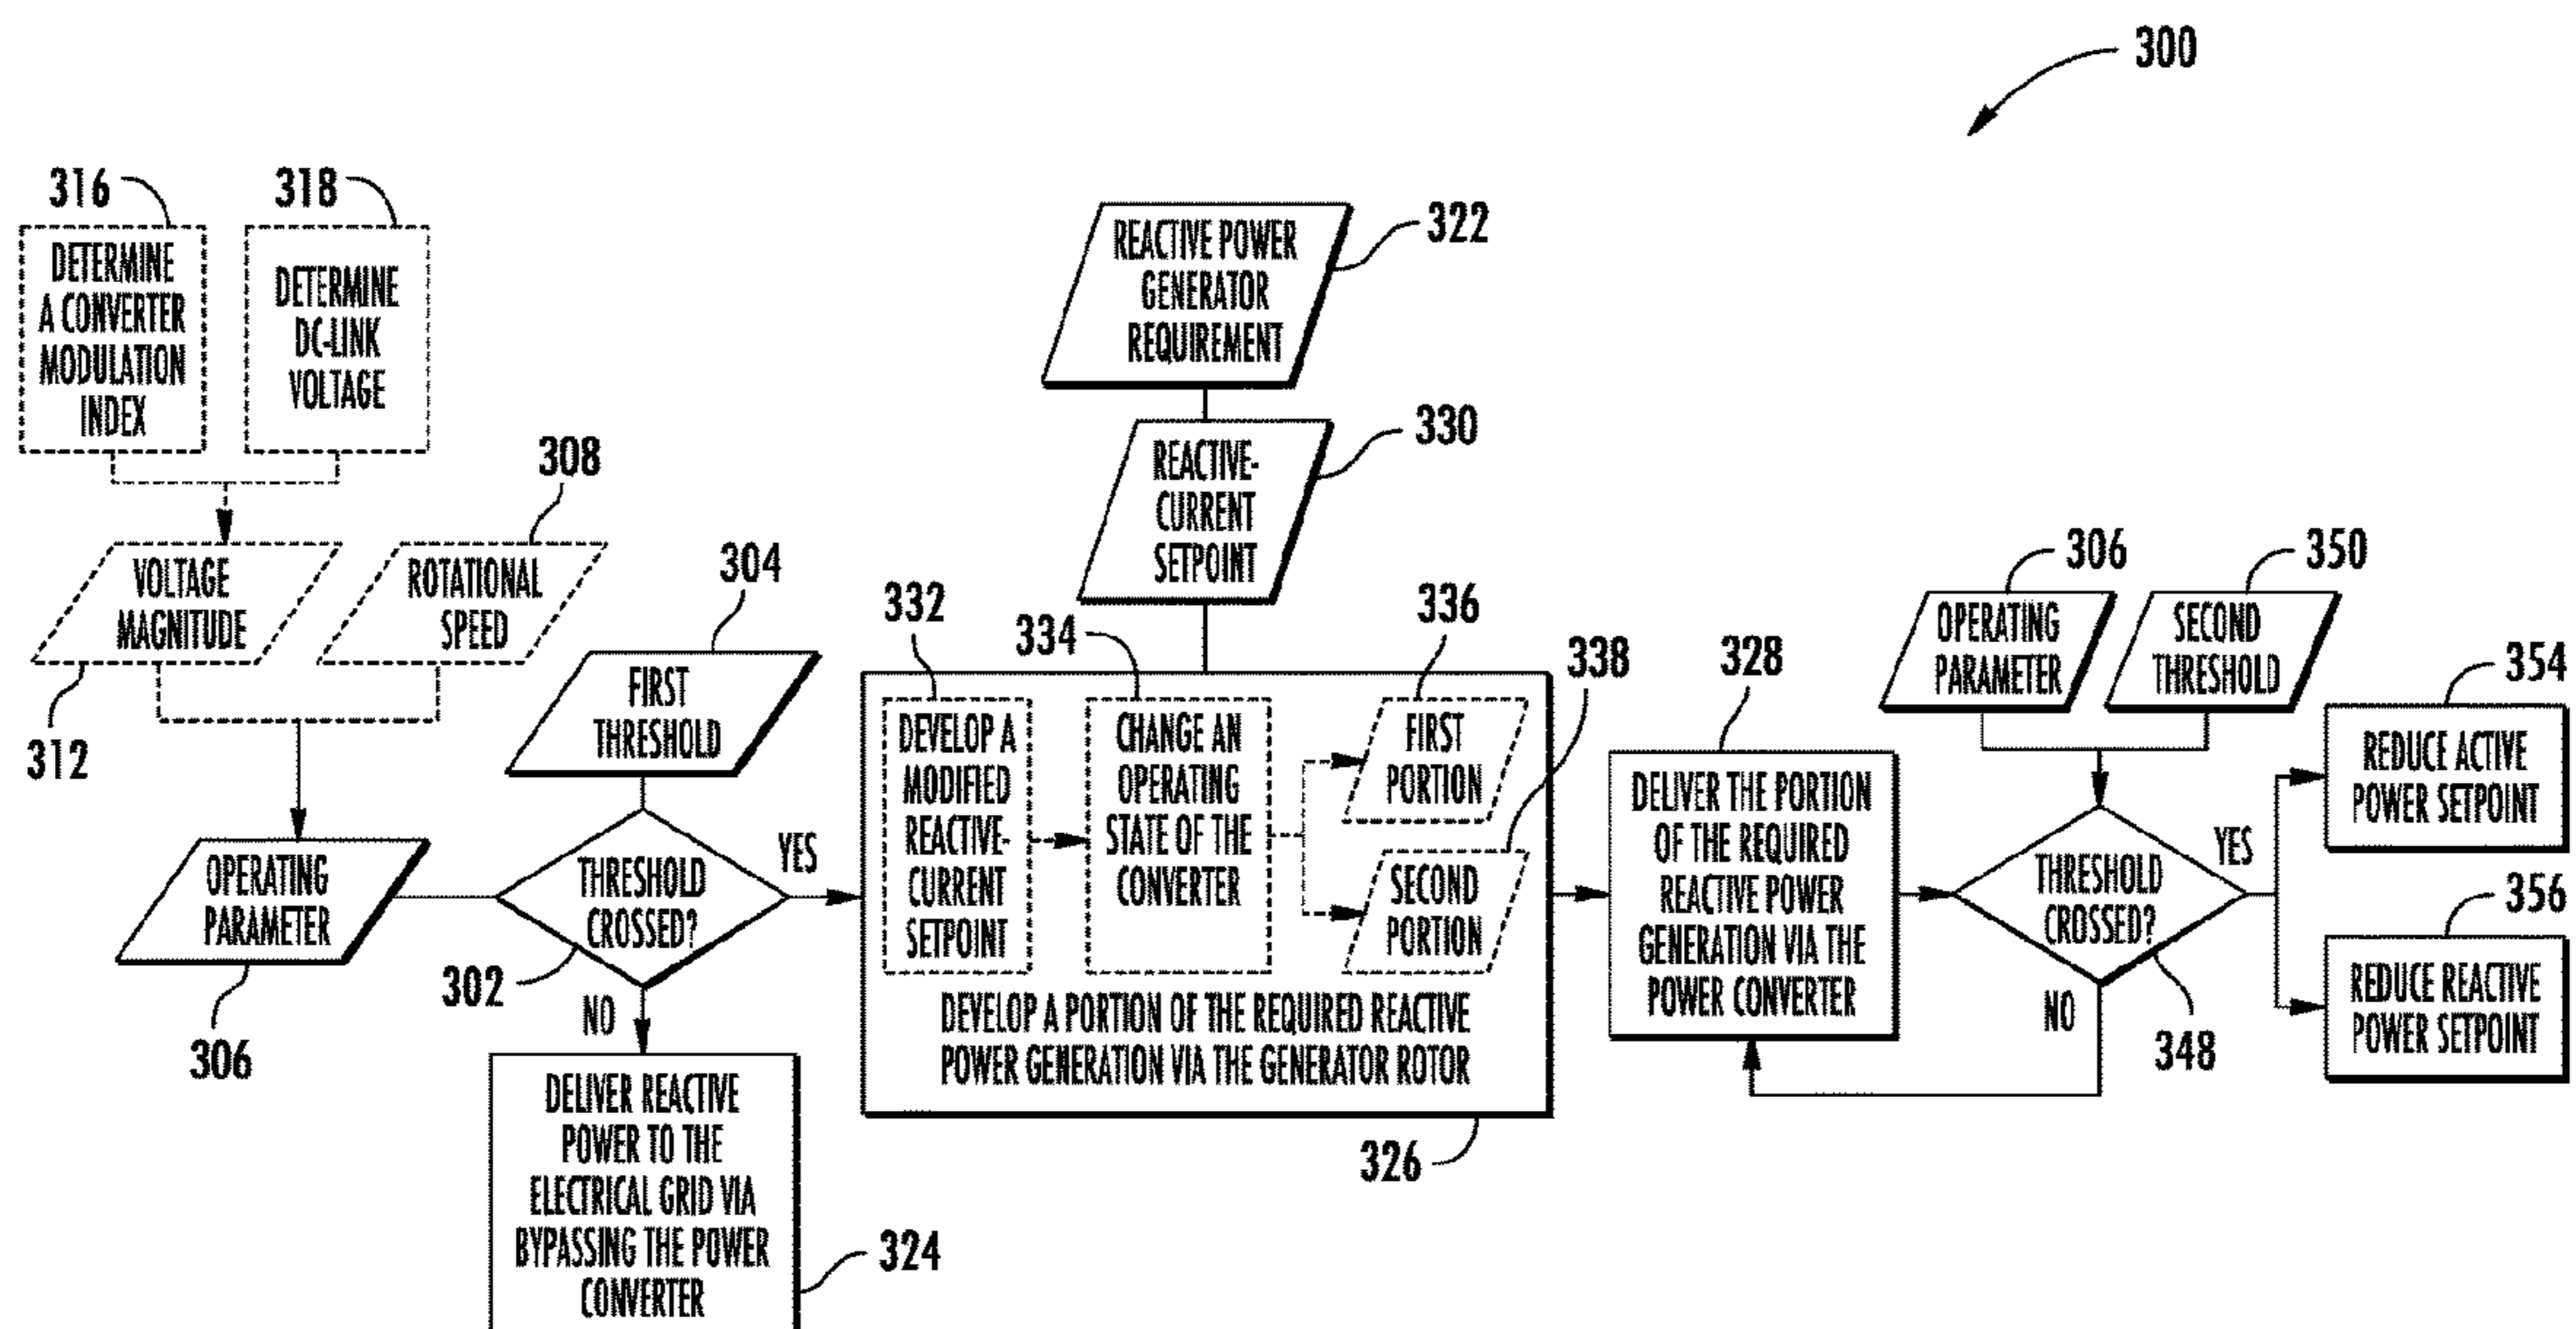 300
316
318
DETERMINE
A CONVERTER
MODULATION
INDEX
DETERMINE
DC-LINK
VOLTAGE
308
VOLTAGE
MAGNITUDE
ROTATIONAL
SPEED
312
304
FIRST
THRESHOLD
OPERATING
PARAMETER
306
THRESHOLD
CROSSED?
302
YES
NO
DELIVER REACTIVE
POWER TO THE
ELECTRICAL GRID VIA
BYPASSING THE POWER
CONVERTER
324
REACTIVE POWER
GENERATOR
REQUIREMENT
322
REACTIVE-
CURRENT
SETPOINT
330
332
334
336
338
DEVELOP A
MODIFIED
REACTIVE-
CURRENT
SETPOINT
CHANGE AN
OPERATING
STATE OF THE
CONVERTER
FIRST
PORTION
SECOND
PORTION
DEVELOP A PORTION OF THE REQUIRED REACTIVE
POWER GENERATION VIA THE GENERATOR ROTOR
326
328
DELIVER THE PORTION
OF THE REQUIRED
REACTIVE POWER
GENERATION VIA THE
POWER CONVERTER
306
350
OPERATING
PARAMETER
SECOND
THRESHOLD
THRESHOLD
CROSSED?
348
YES
NO
354
REDUCE ACTIVE
POWER SETPOINT
356
REDUCE REACTIVE
POWER SETPOINT